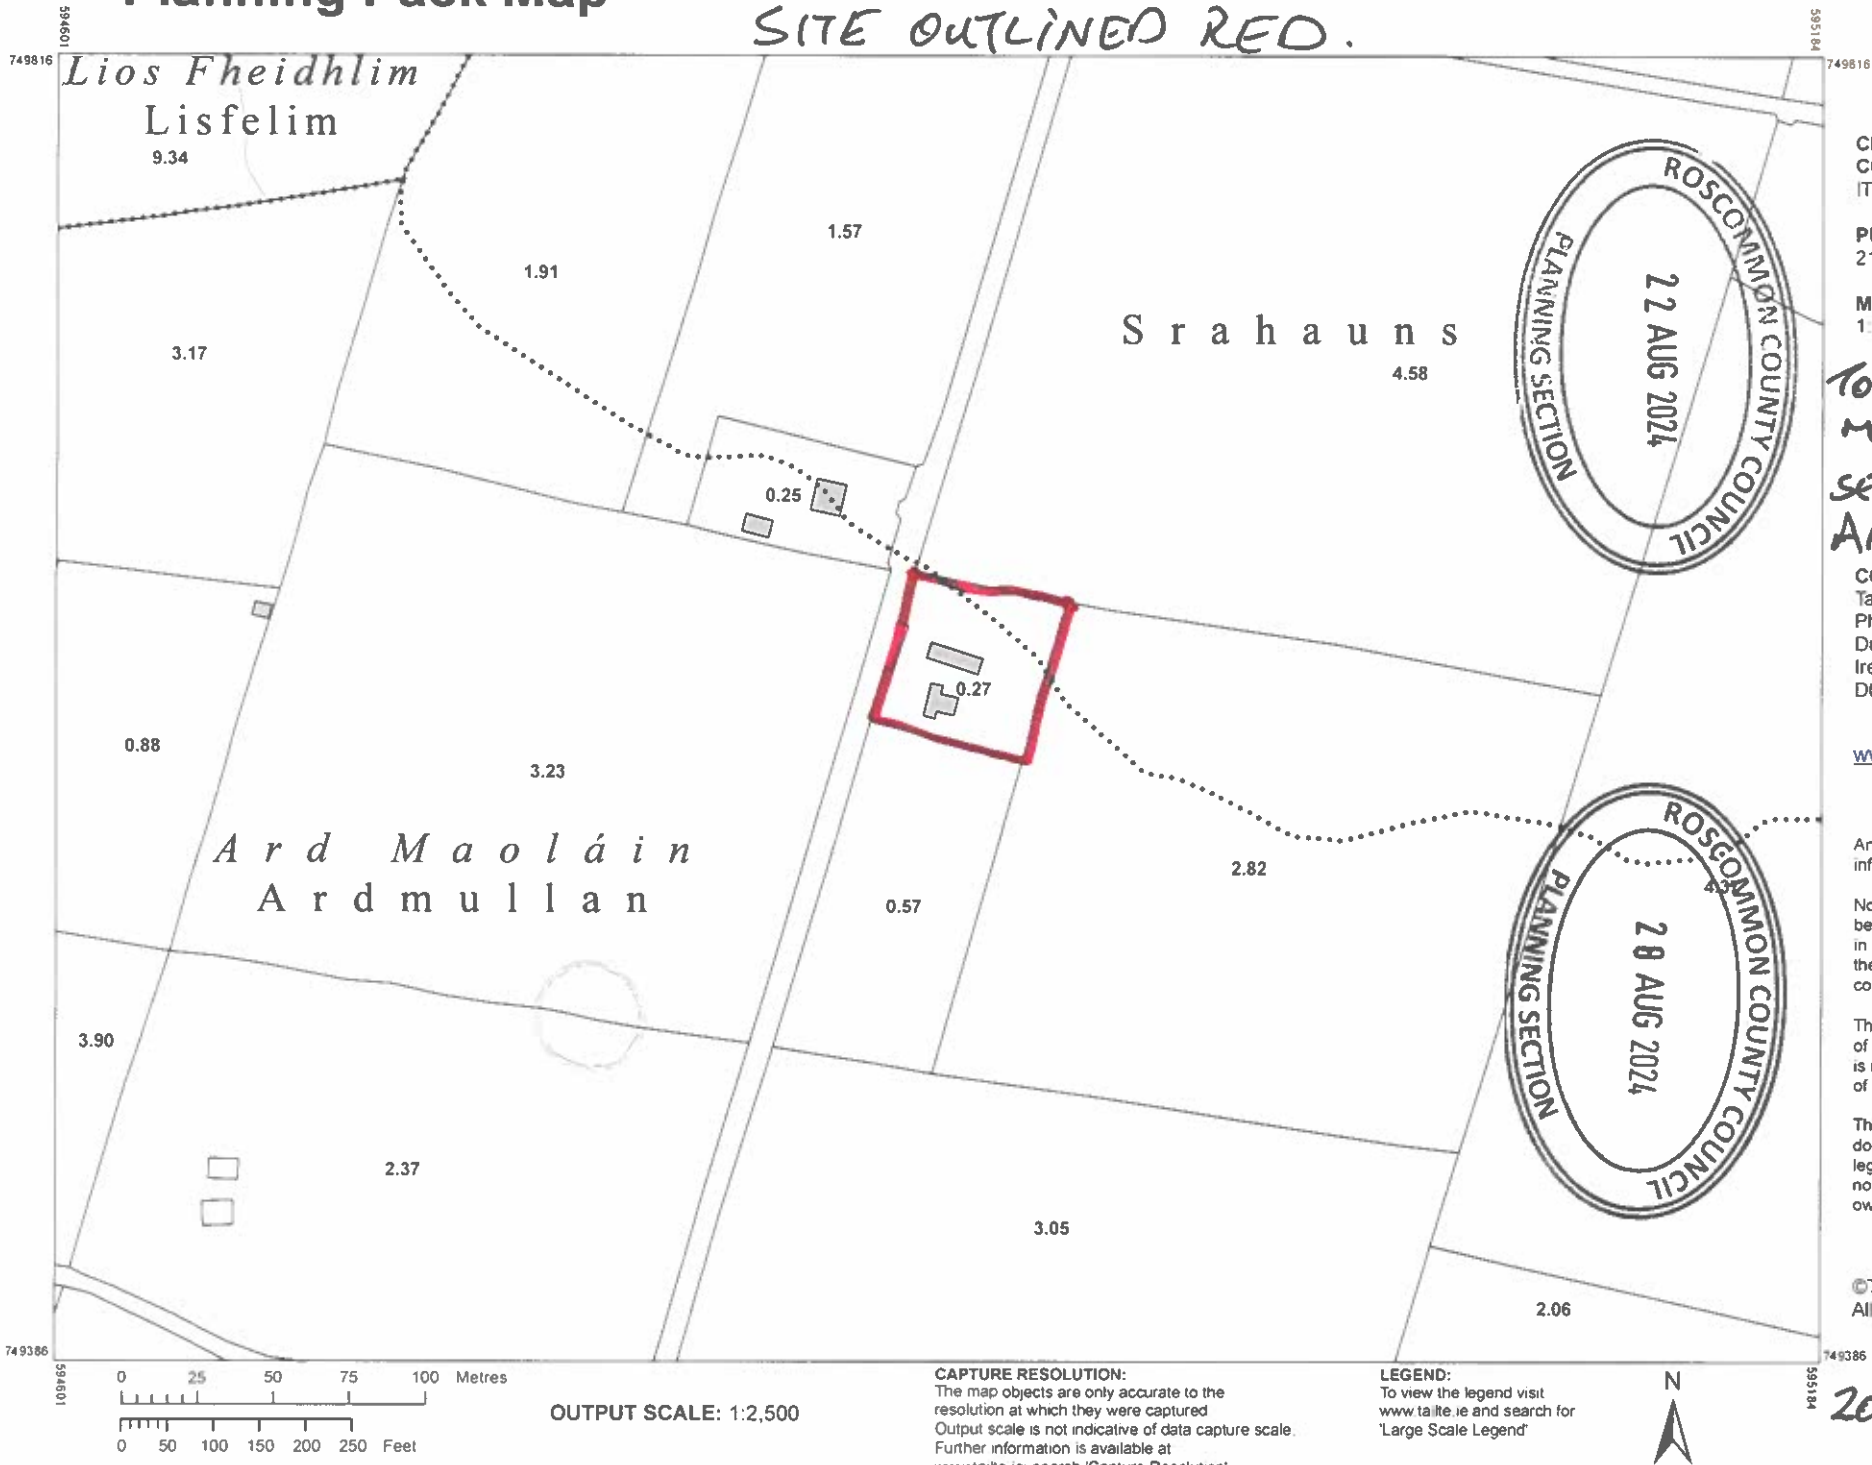 Planning Pack Map
SITE OUTLINED RED.
594601
595184
749816
749816
Lios Fheidhlim
Lisfelim
9.34
1.57
1.91
3.17
Srahauns
4.58
ROSCOMMON COUNTY COUNCIL
22 AUG 2024
PLANNING SECTION
0.25
0.27
0.88
3.23
Ard Maoláin
Ardmullan
0.57
2.82
ROSCOMMON COUNTY COUNCIL
28 AUG 2024
PLANNING SECTION
3.90
2.37
3.05
2.06
749386
749386
594601
595184
0 25 50 75 100 Metres
0 50 100 150 200 250 Feet
OUTPUT SCALE: 1:2,500
CAPTURE RESOLUTION:
The map objects are only accurate to the
resolution at which they were captured
Output scale is not indicative of data capture scale.
Further information is available at
LEGEND:
To view the legend visit
www.tailte.ie and search for
'Large Scale Legend'
N